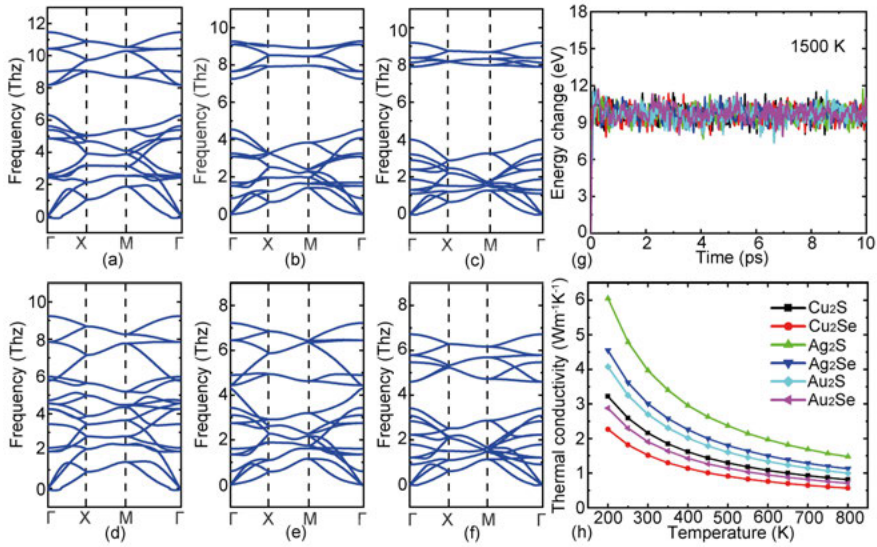 Frequency (Thz)
12
10
8
6
4
2
0
Γ X M Γ
(a)
Frequency (Thz)
10
8
6
4
2
0
Γ X M Γ
(b)
Frequency (Thz)
10
8
6
4
2
0
Γ X M Γ
(c)
Energy change (eV)
18
15
12
9
6
3
0
1500 K
0 2 4 6 8 10
Time (ps)
(g)
Frequency (Thz)
10
8
6
4
2
0
Γ X M Γ
(d)
Frequency (Thz)
8
6
4
2
0
Γ X M Γ
(e)
Frequency (Thz)
8
6
4
2
0
Γ X M Γ
(f)
Thermal conductivity (Wm⁻¹K⁻¹)
6
5
4
3
2
1
0
Cu₂S
Cu₂Se
Ag₂S
Ag₂Se
Au₂S
Au₂Se
200 300 400 500 600 700 800
Temperature (K)
(h)